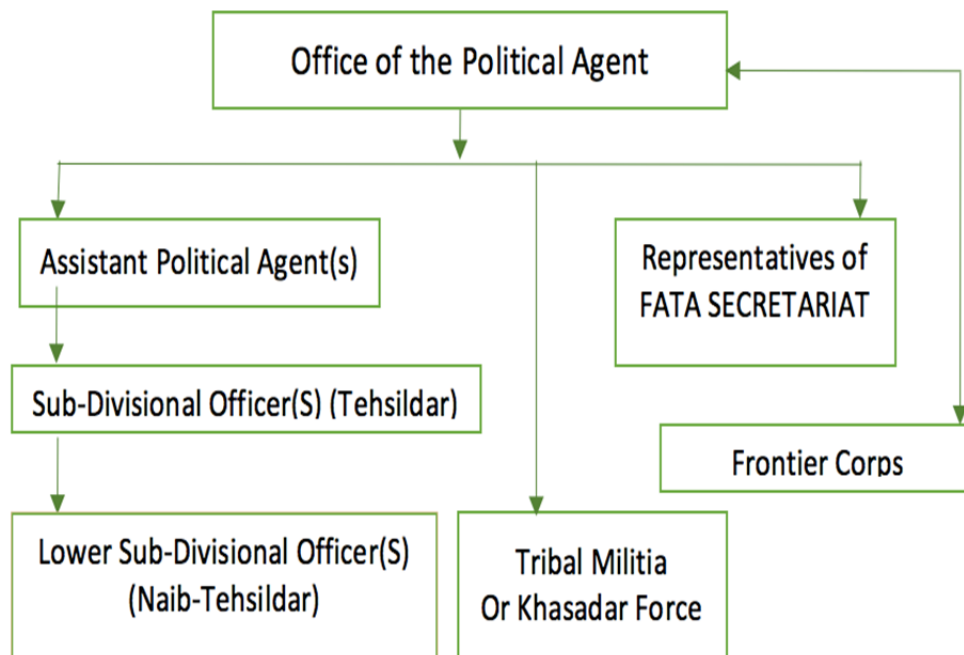 Office of the Political Agent
Assistant Political Agent(s)
Representatives of
FATA SECRETARIAT
Sub-Divisional Officer(S) (Tehsildar)
Frontier Corps
Lower Sub-Divisional Officer(S)
(Naib-Tehsildar)
Tribal Militia
Or Khasadar Force